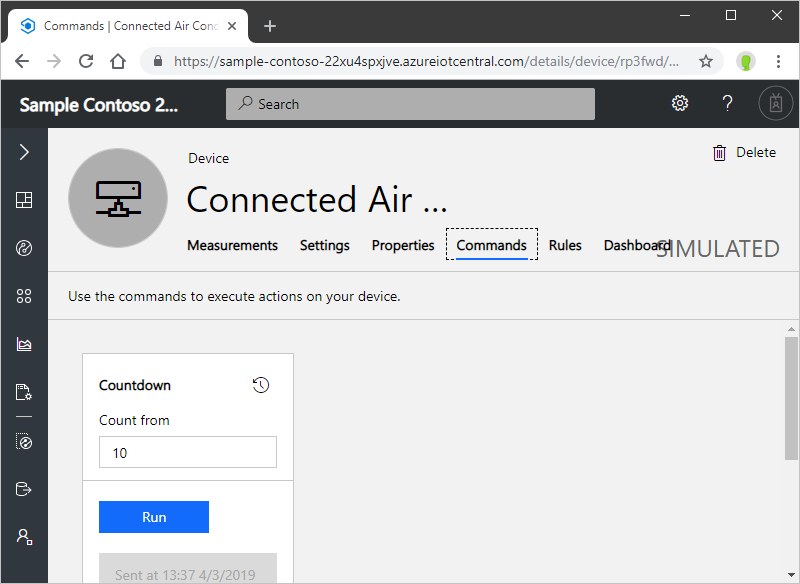 Commands | Connected Air Conc
https://sample-contoso-22xu4spxjve.azureiotcentral.com/details/device/rp3fwd/...
Sample Contoso 2...
Search
?
Device
Delete
Connected Air ...
Measurements Settings Properties Commands Rules Dashboard
SIMULATED
Use the commands to execute actions on your device.
Countdown
Count from
10
Run
Sent at 13:37 4/3/2019